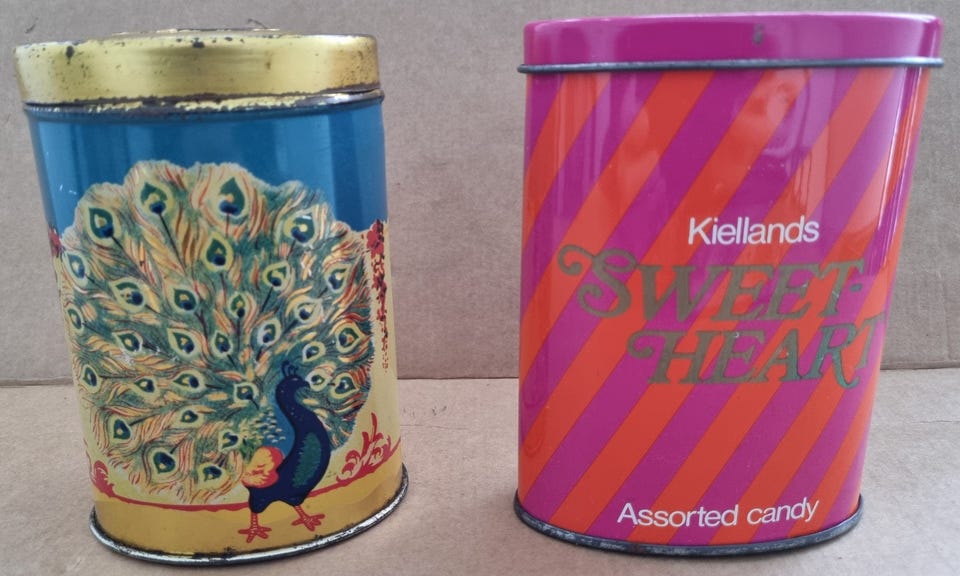 Kiellands
SWEET-
HEART
Assorted candy